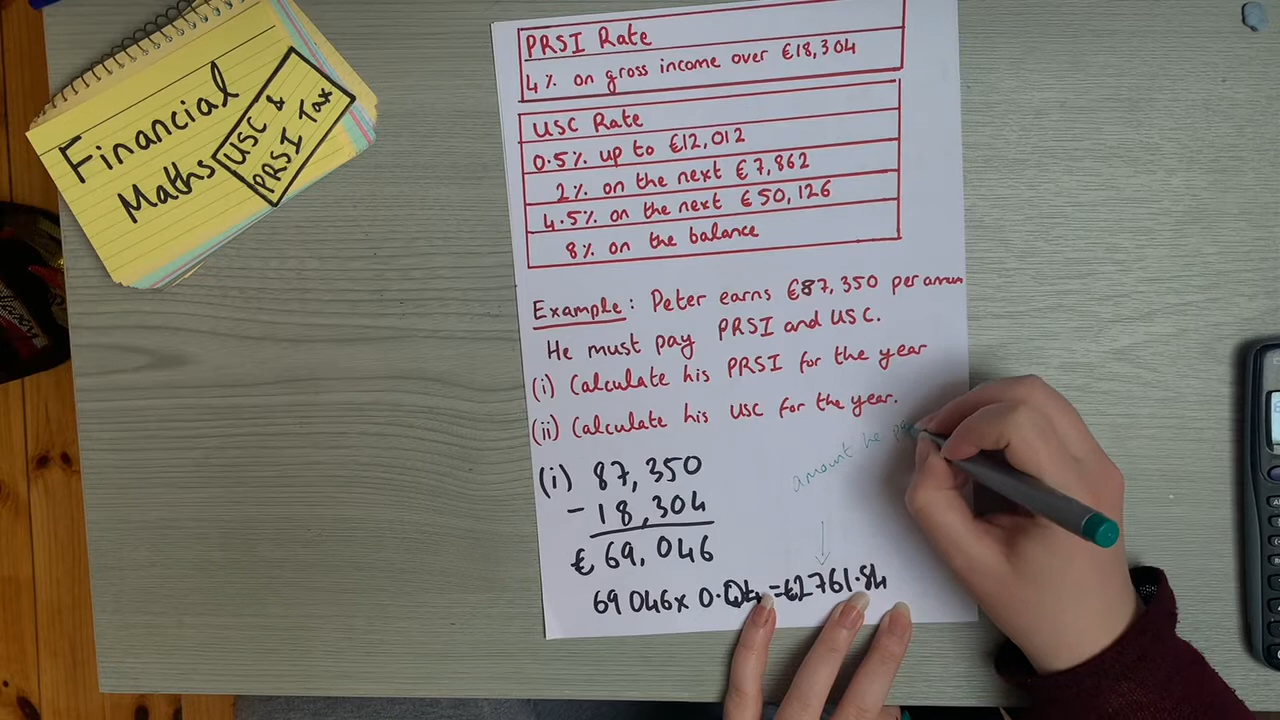 Financial
Maths
USC &
PRSI Tax
PRSI Rate
4% on gross income over €18,304
USC Rate
0.5% up to €12,012
2% on the next €7,862
4.5% on the next €50,126
8% on the balance
Example: Peter earns €87,350 per annum
He must pay PRSI and USC.
(i) Calculate his PRSI for the year
(ii) Calculate his USC for the year.
amount he
(i) 87,350
- 18,304
€69,046
69046 x 0.04 = €2761.84